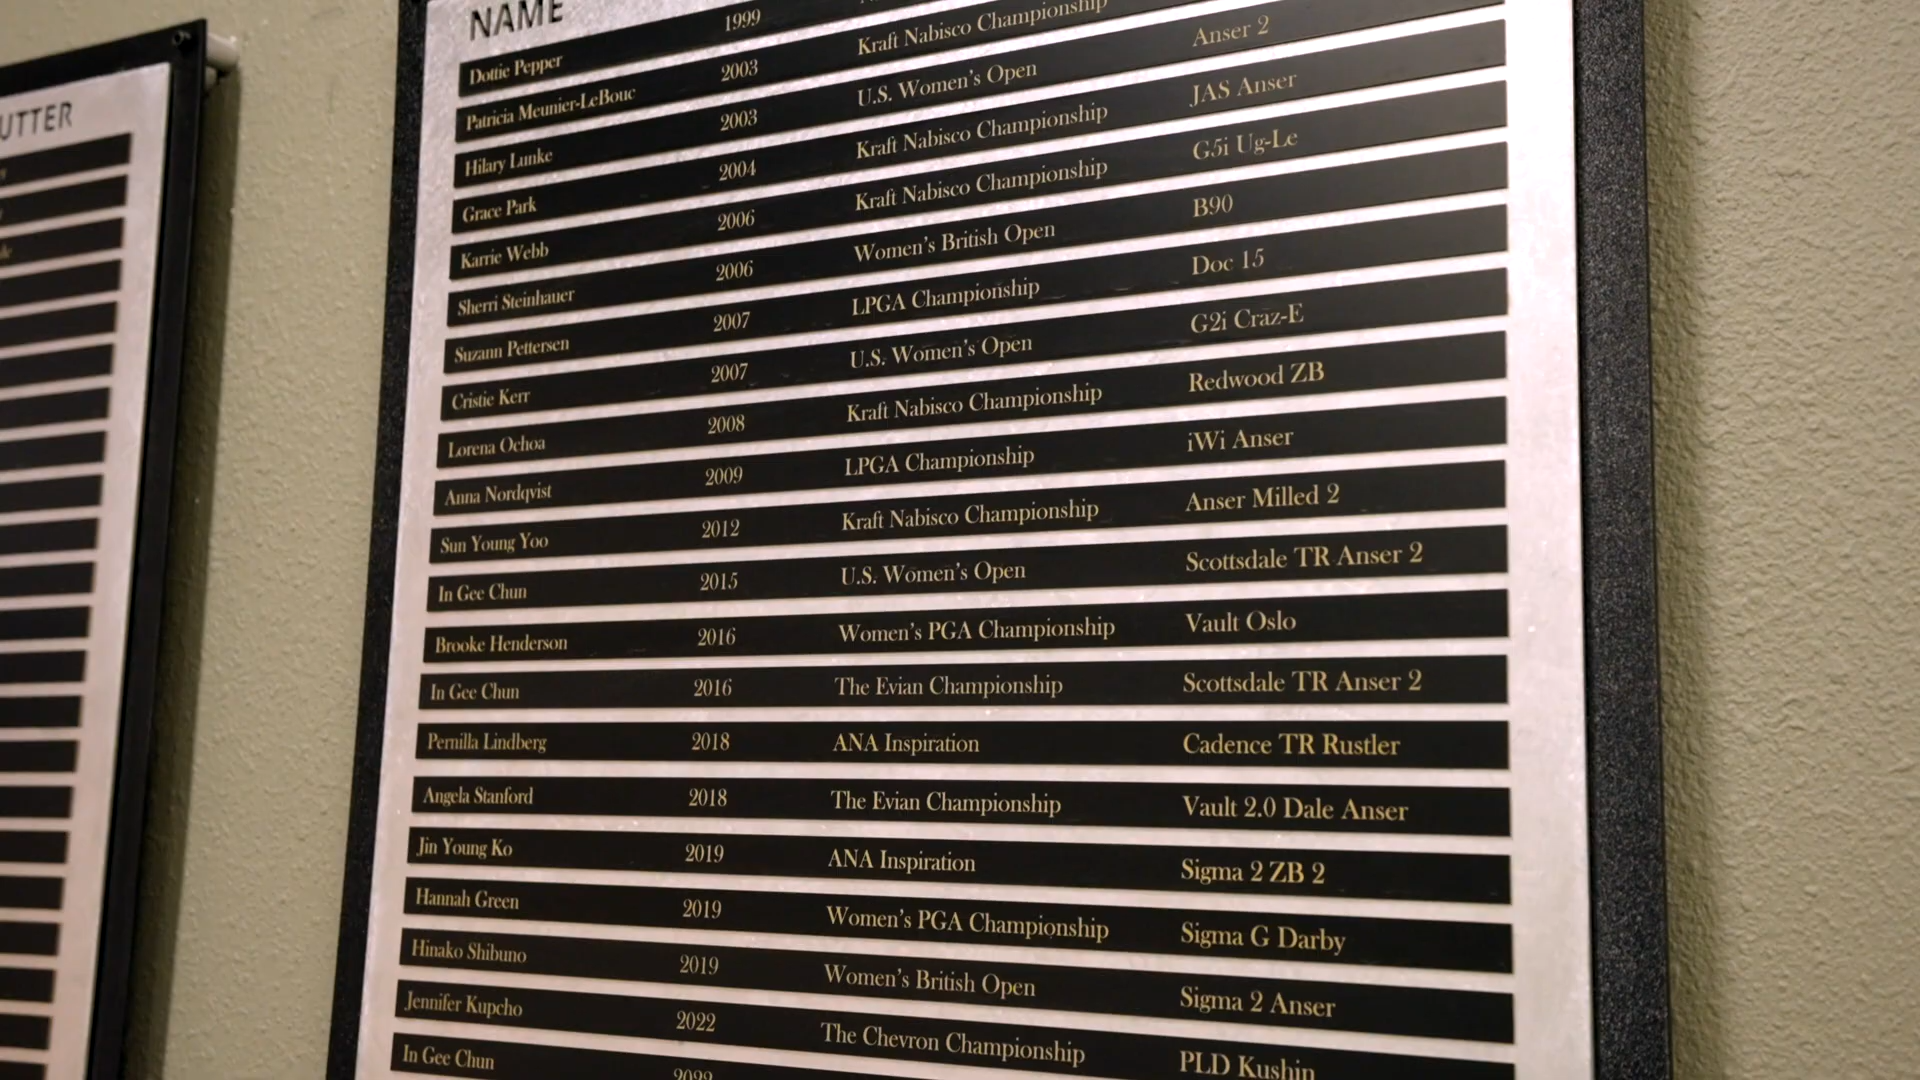 UTTER
NAME
Dottie Pepper 1999
Patricia Meunier-LeBouc 2003 Kraft Nabisco Championship
Hilary Lunke 2003 U.S. Women's Open Anser 2
Grace Park 2004 Kraft Nabisco Championship JAS Anser
Karrie Webb 2006 Kraft Nabisco Championship G5i Ug-Le
Sherri Steinhauer 2006 Women's British Open B90
Suzann Pettersen 2007 LPGA Championship Doc 15
Cristie Kerr 2007 U.S. Women's Open G2i Craz-E
Lorena Ochoa 2008 Kraft Nabisco Championship Redwood ZB
Anna Nordqvist 2009 LPGA Championship iWi Anser
Sun Young Yoo 2012 Kraft Nabisco Championship Anser Milled 2
In Gee Chun 2015 U.S. Women's Open Scottsdale TR Anser 2
Brooke Henderson 2016 Women's PGA Championship Vault Oslo
In Gee Chun 2016 The Evian Championship Scottsdale TR Anser 2
Pernilla Lindberg 2018 ANA Inspiration Cadence TR Rustler
Angela Stanford 2018 The Evian Championship Vault 2.0 Dale Anser
Jin Young Ko 2019 ANA Inspiration Sigma 2 ZB 2
Hannah Green 2019 Women's PGA Championship Sigma G Darby
Hinako Shibuno 2019 Women's British Open Sigma 2 Anser
Jennifer Kupcho 2022 The Chevron Championship PLD Kushin
In Gee Chun 2022